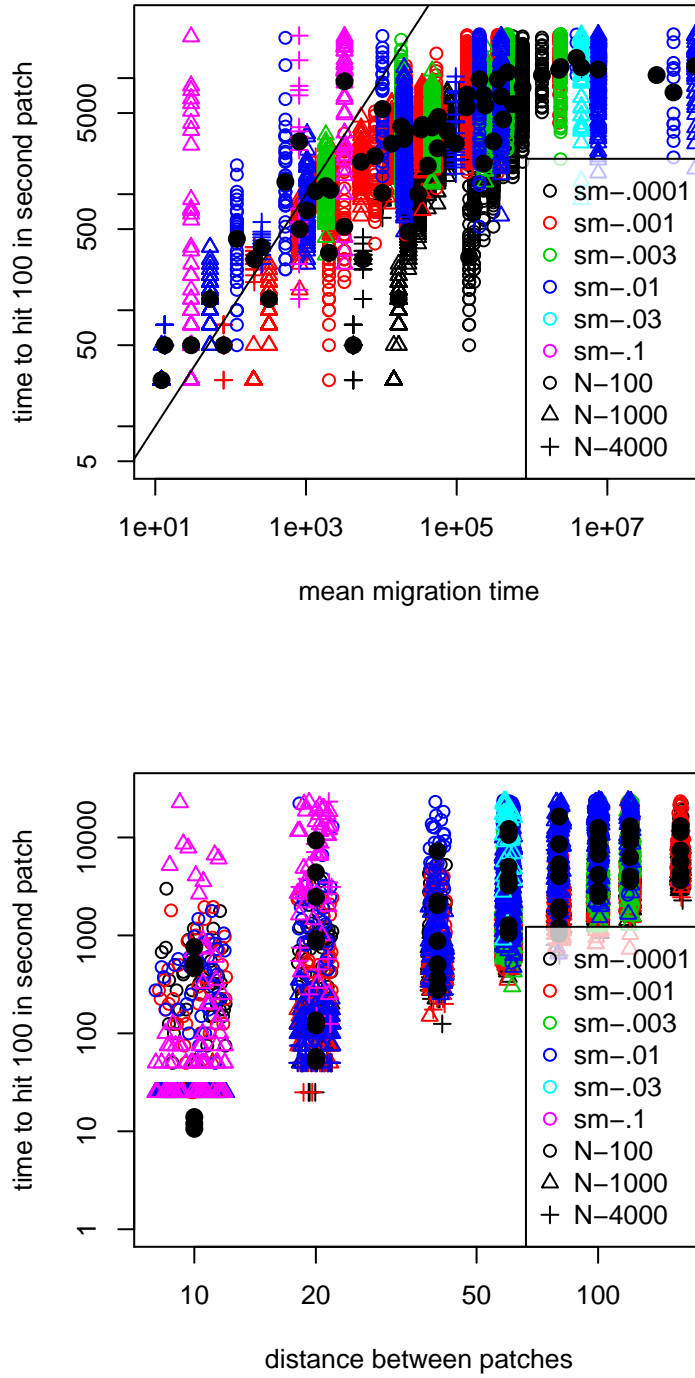 5000
500
50
5
time to hit 100 in second patch
1e+01
1e+03
1e+05
1e+07
mean migration time
sm−.0001
sm−.001
sm−.003
sm−.01
sm−.03
sm−.1
N−100
N−1000
N−4000
10000
1000
100
10
1
time to hit 100 in second patch
10
20
50
100
distance between patches
sm−.0001
sm−.001
sm−.003
sm−.01
sm−.03
sm−.1
N−100
N−1000
N−4000